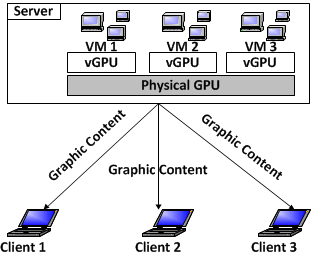 Server
VM 1 VM 2 VM 3
vGPU vGPU vGPU
Physical GPU
Graphic Content
Graphic Content
Graphic Content
Client 1 Client 2 Client 3